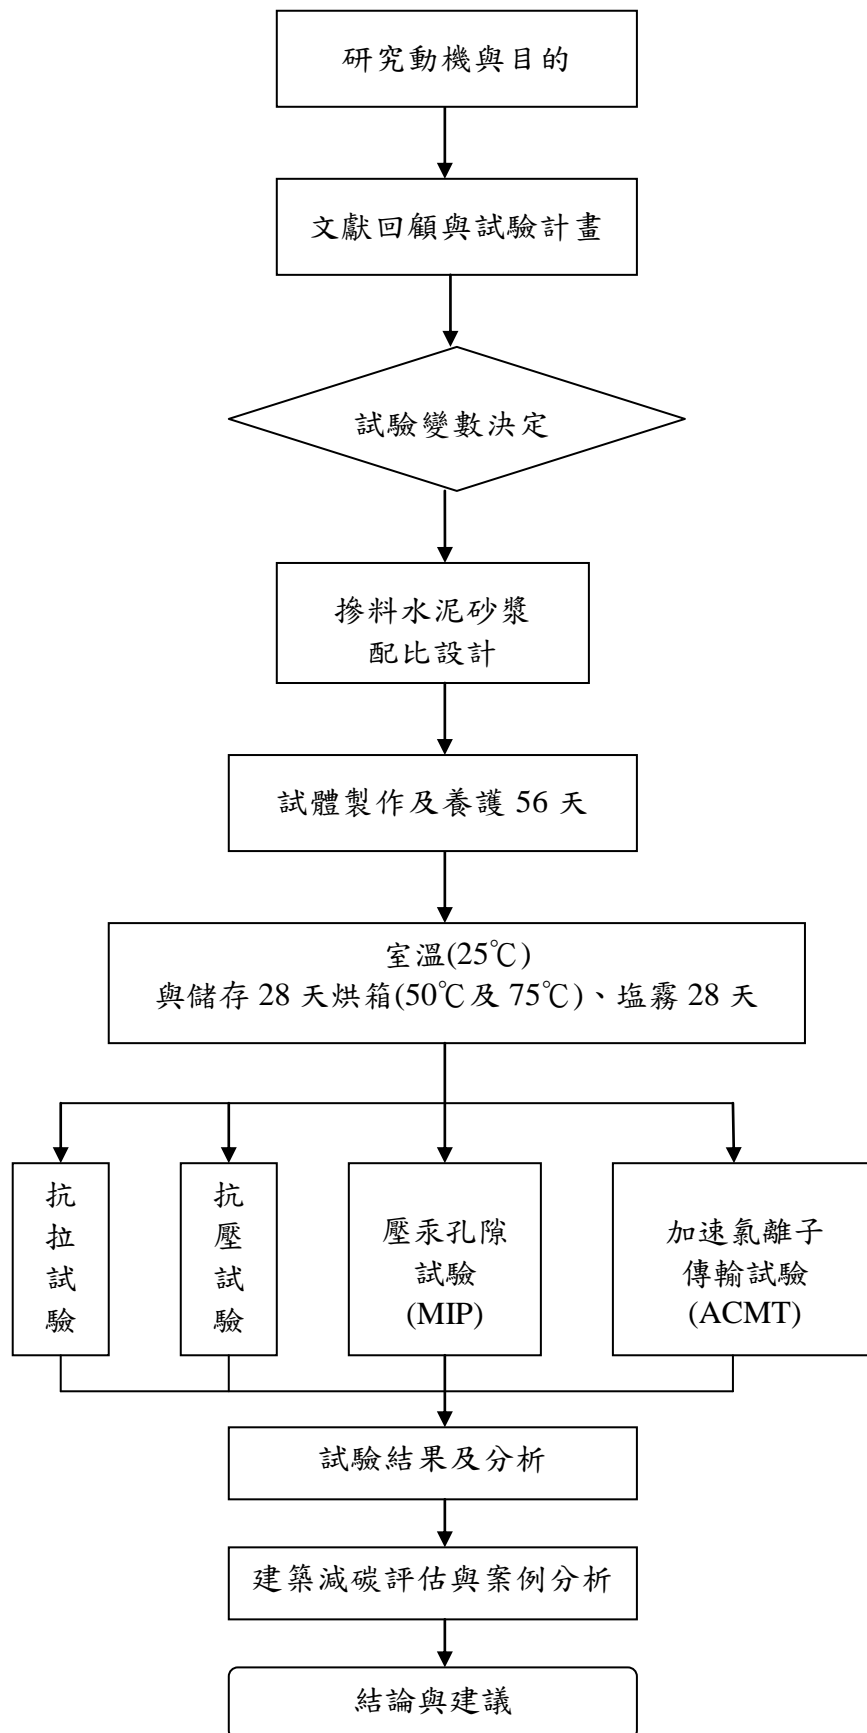 研究動機與目的
文獻回顧與試驗計畫
試驗變數決定
摻料水泥砂漿
配比設計
試體製作及養護 56 天
室溫(25℃)
與儲存 28 天烘箱(50℃及 75℃)、塩霧 28 天
抗拉試驗
抗壓試驗
壓汞孔隙
試驗
(MIP)
加速氯離子
傳輸試驗
(ACMT)
試驗結果及分析
建築減碳評估與案例分析
結論與建議